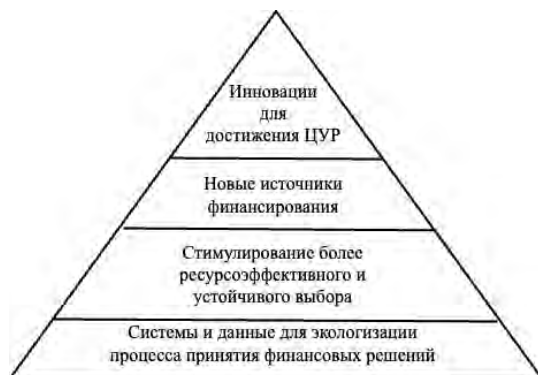 Инновации
для
достижения ЦУР
Новые источники
финансирования
Стимулирование более
ресурсоэффективного и
устойчивого выбора
Системы и данные для экологизации
процесса принятия финансовых решений